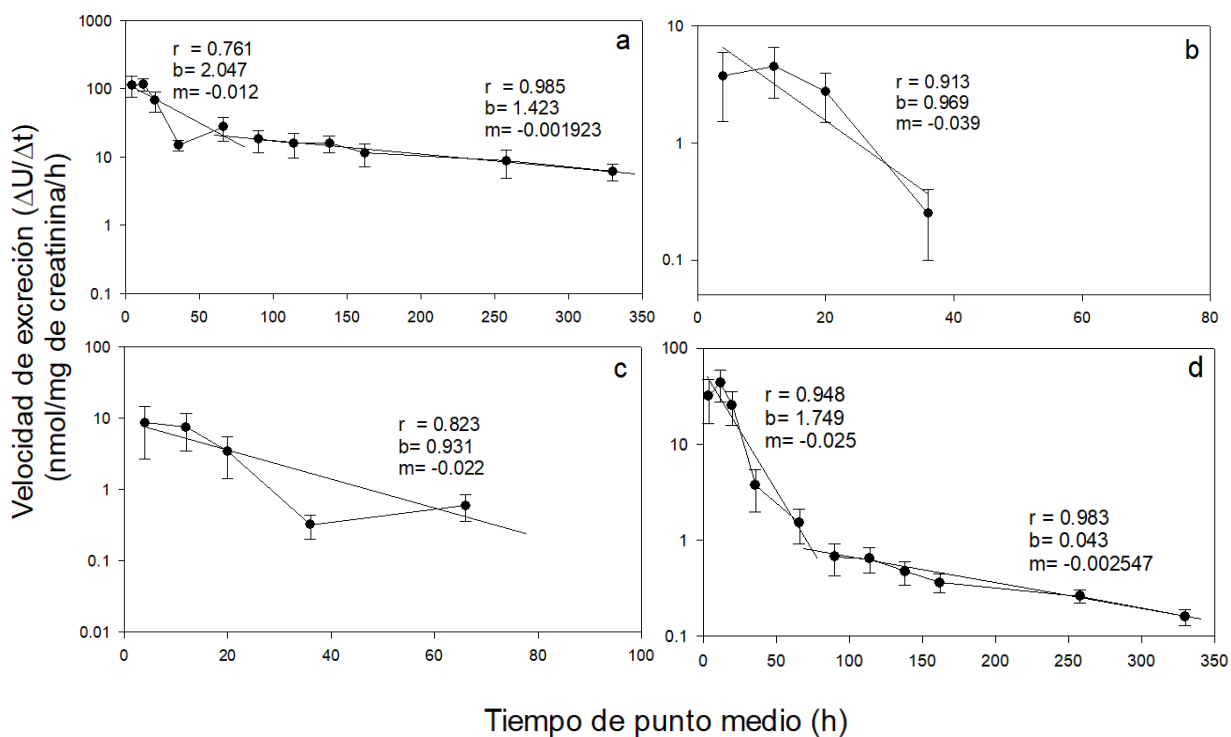 Velocidad de excreción (ΔU/Δt)
(nmol/mg de creatinina/h)
a
1000
100
10
1
0.1
r = 0.761
b = 2.047
m= -0.012
r = 0.985
b= 1.423
m= -0.001923
0 50 100 150 200 250 300 350
b
10
1
0.1
r = 0.913
b= 0.969
m= -0.039
0 20 40 60 80
c
100
10
1
0.1
0.01
r = 0.823
b= 0.931
m= -0.022
0 20 40 60 80 100
d
100
10
1
0.1
r = 0.948
b = 1.749
m= -0.025
r = 0.983
b= 0.043
m= -0.002547
0 50 100 150 200 250 300 350
Tiempo de punto medio (h)